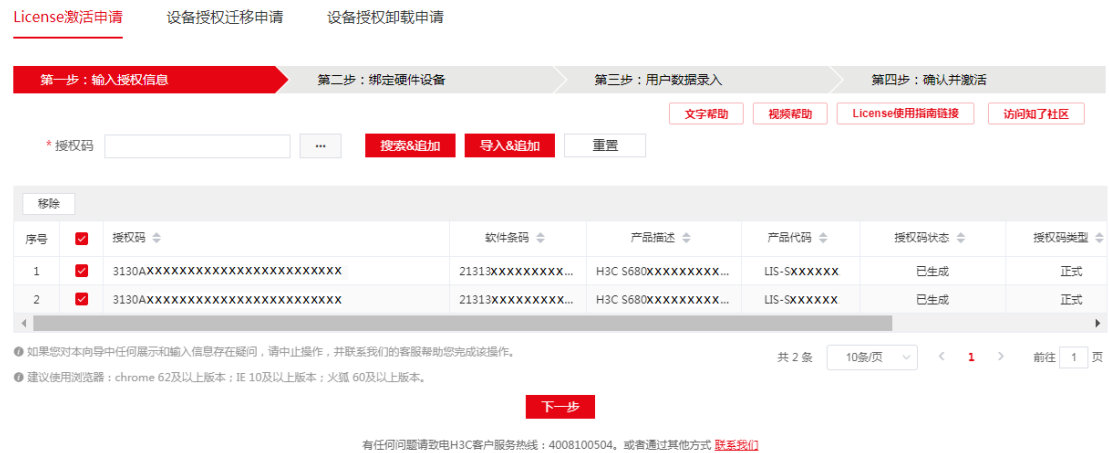 License激活申请 设备授权迁移申请 设备授权卸载申请
第一步：输入授权信息 第二步：绑定硬件设备 第三步：用户数据录入 第四步：确认并激活
文字帮助 视频帮助 License使用指南链接 访问知了社区
* 授权码 ... 搜索&追加 导入&追加 重置
移除
序号 授权码 软件条码 产品描述 产品代码 授权码状态 授权码类型
1 3130AXXXXXXXXXXXXXXXXXXXXXXXX 21313XXXXXXXXX... H3C S680XXXXXXXXX... LIS-SXXXXXX 已生成 正式
2 3130AXXXXXXXXXXXXXXXXXXXXXXXX 21313XXXXXXXXX... H3C S680XXXXXXXXX... LIS-SXXXXXX 已生成 正式
如果您对本向导中任何展示和输入信息存在疑问，请中止操作，并联系我们的客服帮助您完成该操作。
共 2 条 10条/页 1 前往 1 页
建议使用浏览器：chrome 62及以上版本；IE 10及以上版本；火狐 60及以上版本。
下一步
有任何问题请致电H3C客户服务热线：4008100504。或者通过其他方式 联系我们